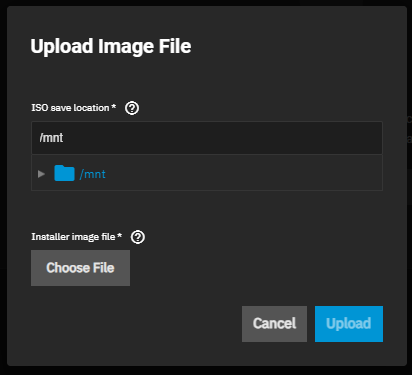 Upload Image File
ISO save location *
/mnt
/mnt
Installer image file *
Choose File
Cancel Upload